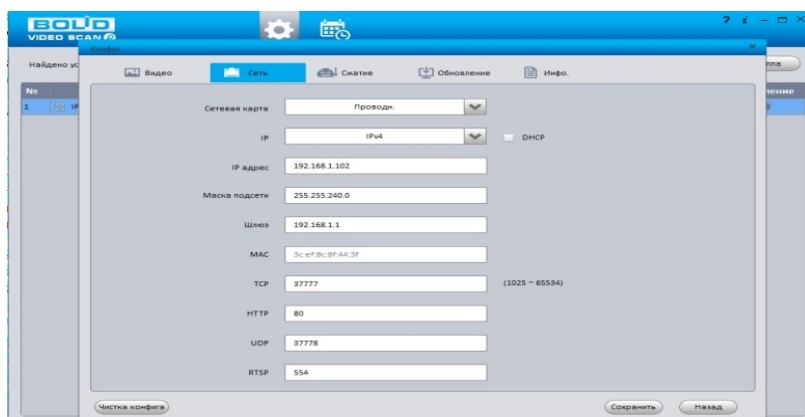 BOLID
VIDEO SCAN
? i
Конфиг
Найдено ус
ппа
Видео Сеть Сжатие Обновление Инфо.
No
1 IP
Сетевая карта Проводн.
IP IPv4 DHCP
IP адрес 192.168.1.102
Маска подсети 255.255.240.0
Шлюз 192.168.1.1
MAC 3c:ef:8c:8f:44:3f
TCP 37777 (1025 ~ 65534)
HTTP 80
UDP 37778
RTSP 554
Чистка конфига Сохранить Назад